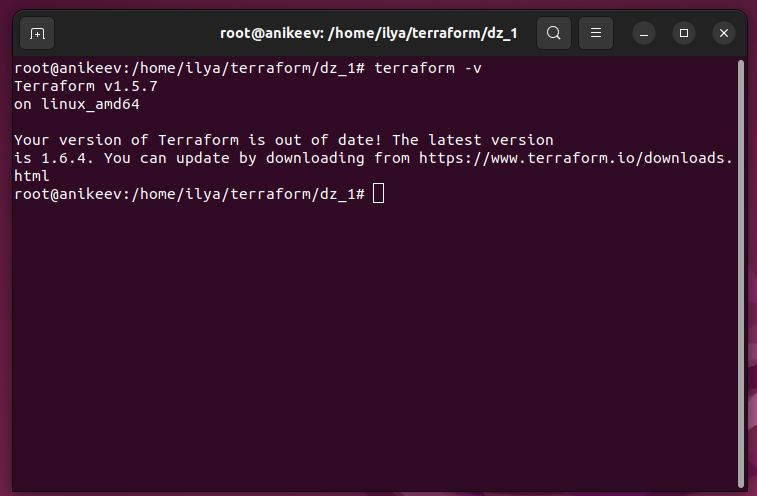 root@anikeev: /home/ilya/terraform/dz_1
root@anikeev:/home/ilya/terraform/dz_1# terraform -v
Terraform v1.5.7
on linux_amd64
Your version of Terraform is out of date! The latest version
is 1.6.4. You can update by downloading from https://www.terraform.io/downloads.
html
root@anikeev:/home/ilya/terraform/dz_1#